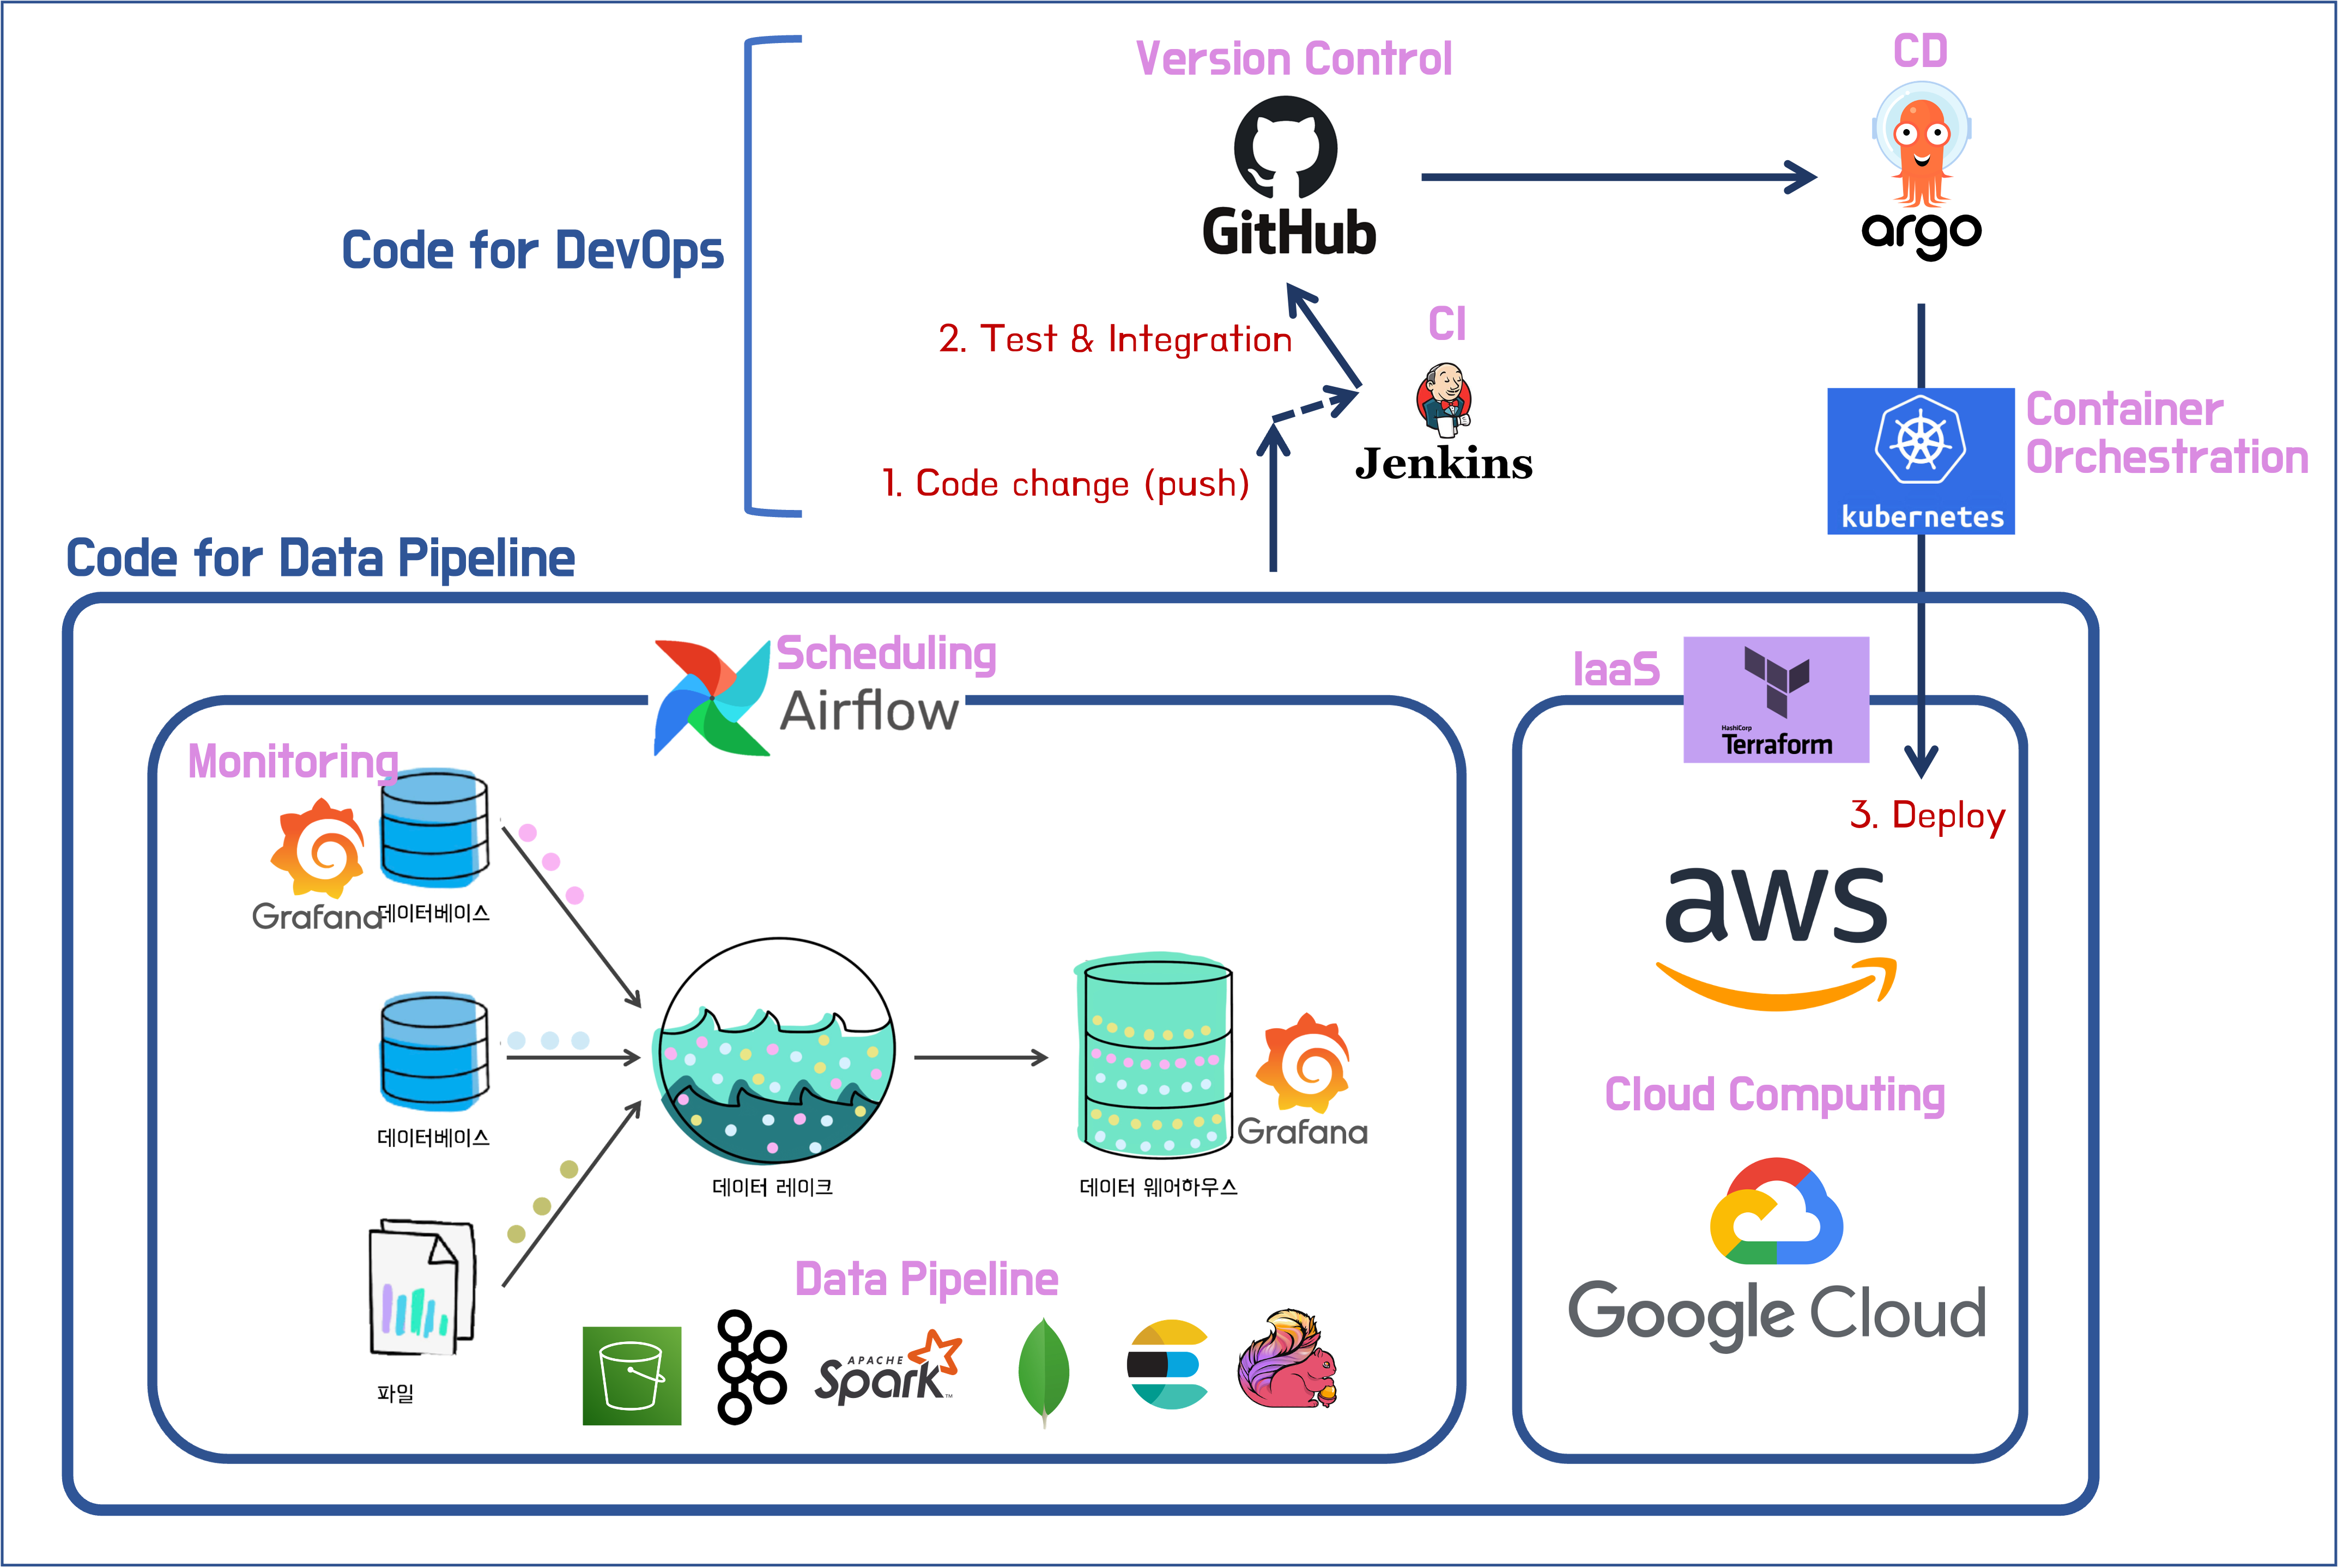 Version Control
CD
GitHub
argo
Code for DevOps
2. Test & Integration
CI
Jenkins
1. Code change (push)
kubernetes
Container
Orchestration
Code for Data Pipeline
Scheduling
Airflow
IaaS
HashiCorp
Terraform
Monitoring
Grafana
데이터베이스
3. Deploy
aws
데이터베이스
데이터 레이크
데이터 웨어하우스
Grafana
Cloud Computing
Google Cloud
파일
Data Pipeline
APACHE
Spark™